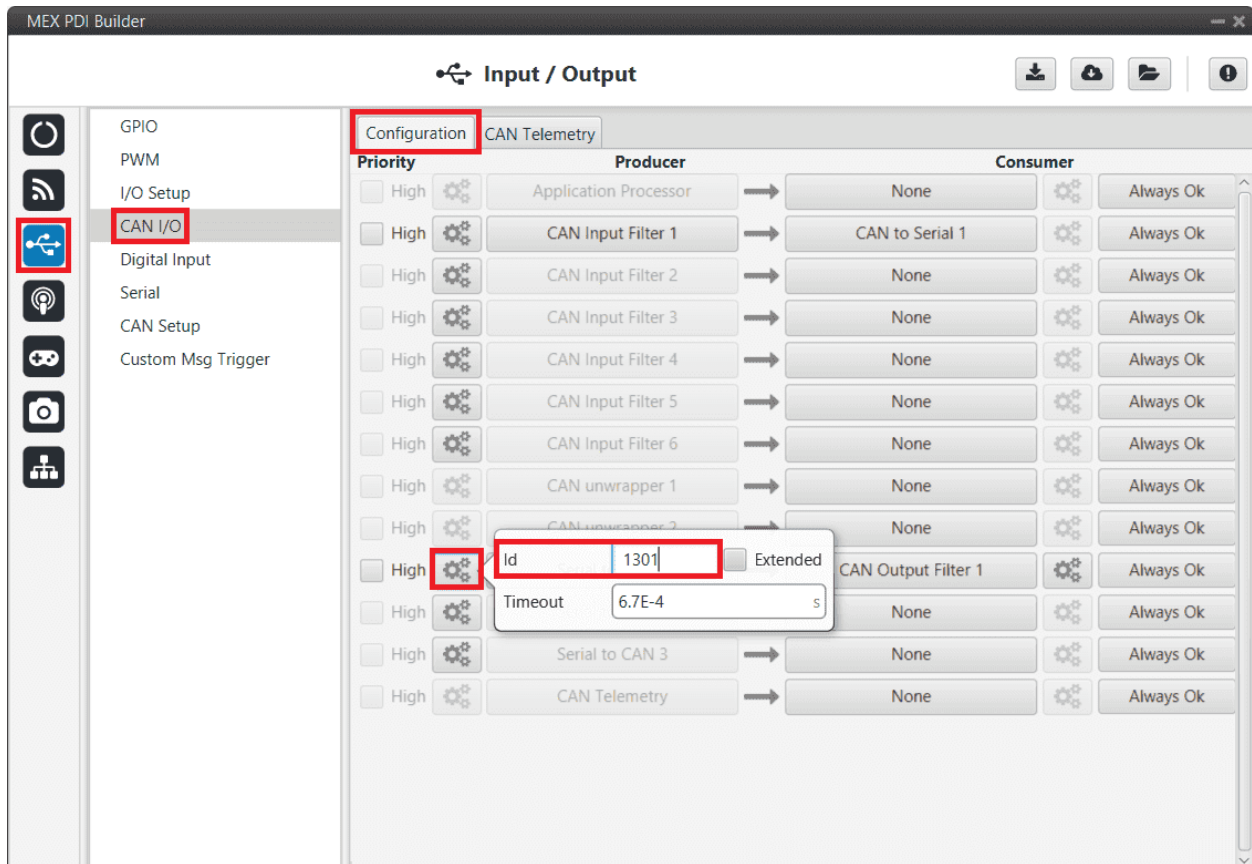 MEX PDI Builder
Input / Output
GPIO
PWM
I/O Setup
CAN I/O
Digital Input
Serial
CAN Setup
Custom Msg Trigger
Configuration CAN Telemetry
Priority Producer Consumer
High Application Processor None Always Ok
High CAN Input Filter 1 CAN to Serial 1 Always Ok
High CAN Input Filter 2 None Always Ok
High CAN Input Filter 3 None Always Ok
High CAN Input Filter 4 None Always Ok
High CAN Input Filter 5 None Always Ok
High CAN Input Filter 6 None Always Ok
High CAN unwrapper 1 None Always Ok
High CAN unwrapper 2 None Always Ok
High Id 1301 Extended CAN Output Filter 1 Always Ok
High Timeout 6.7E-4 s None Always Ok
High Serial to CAN 3 None Always Ok
High CAN Telemetry None Always Ok